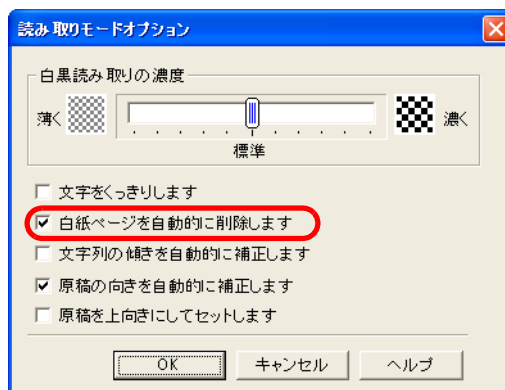 読み取りモードオプション
白黒読み取りの濃度
薄く 濃く
標準
文字をくっきりします
白紙ページを自動的に削除します
文字列の傾きを自動的に補正します
原稿の向きを自動的に補正します
原稿を上向きにしてセットします
OK キャンセル ヘルプ